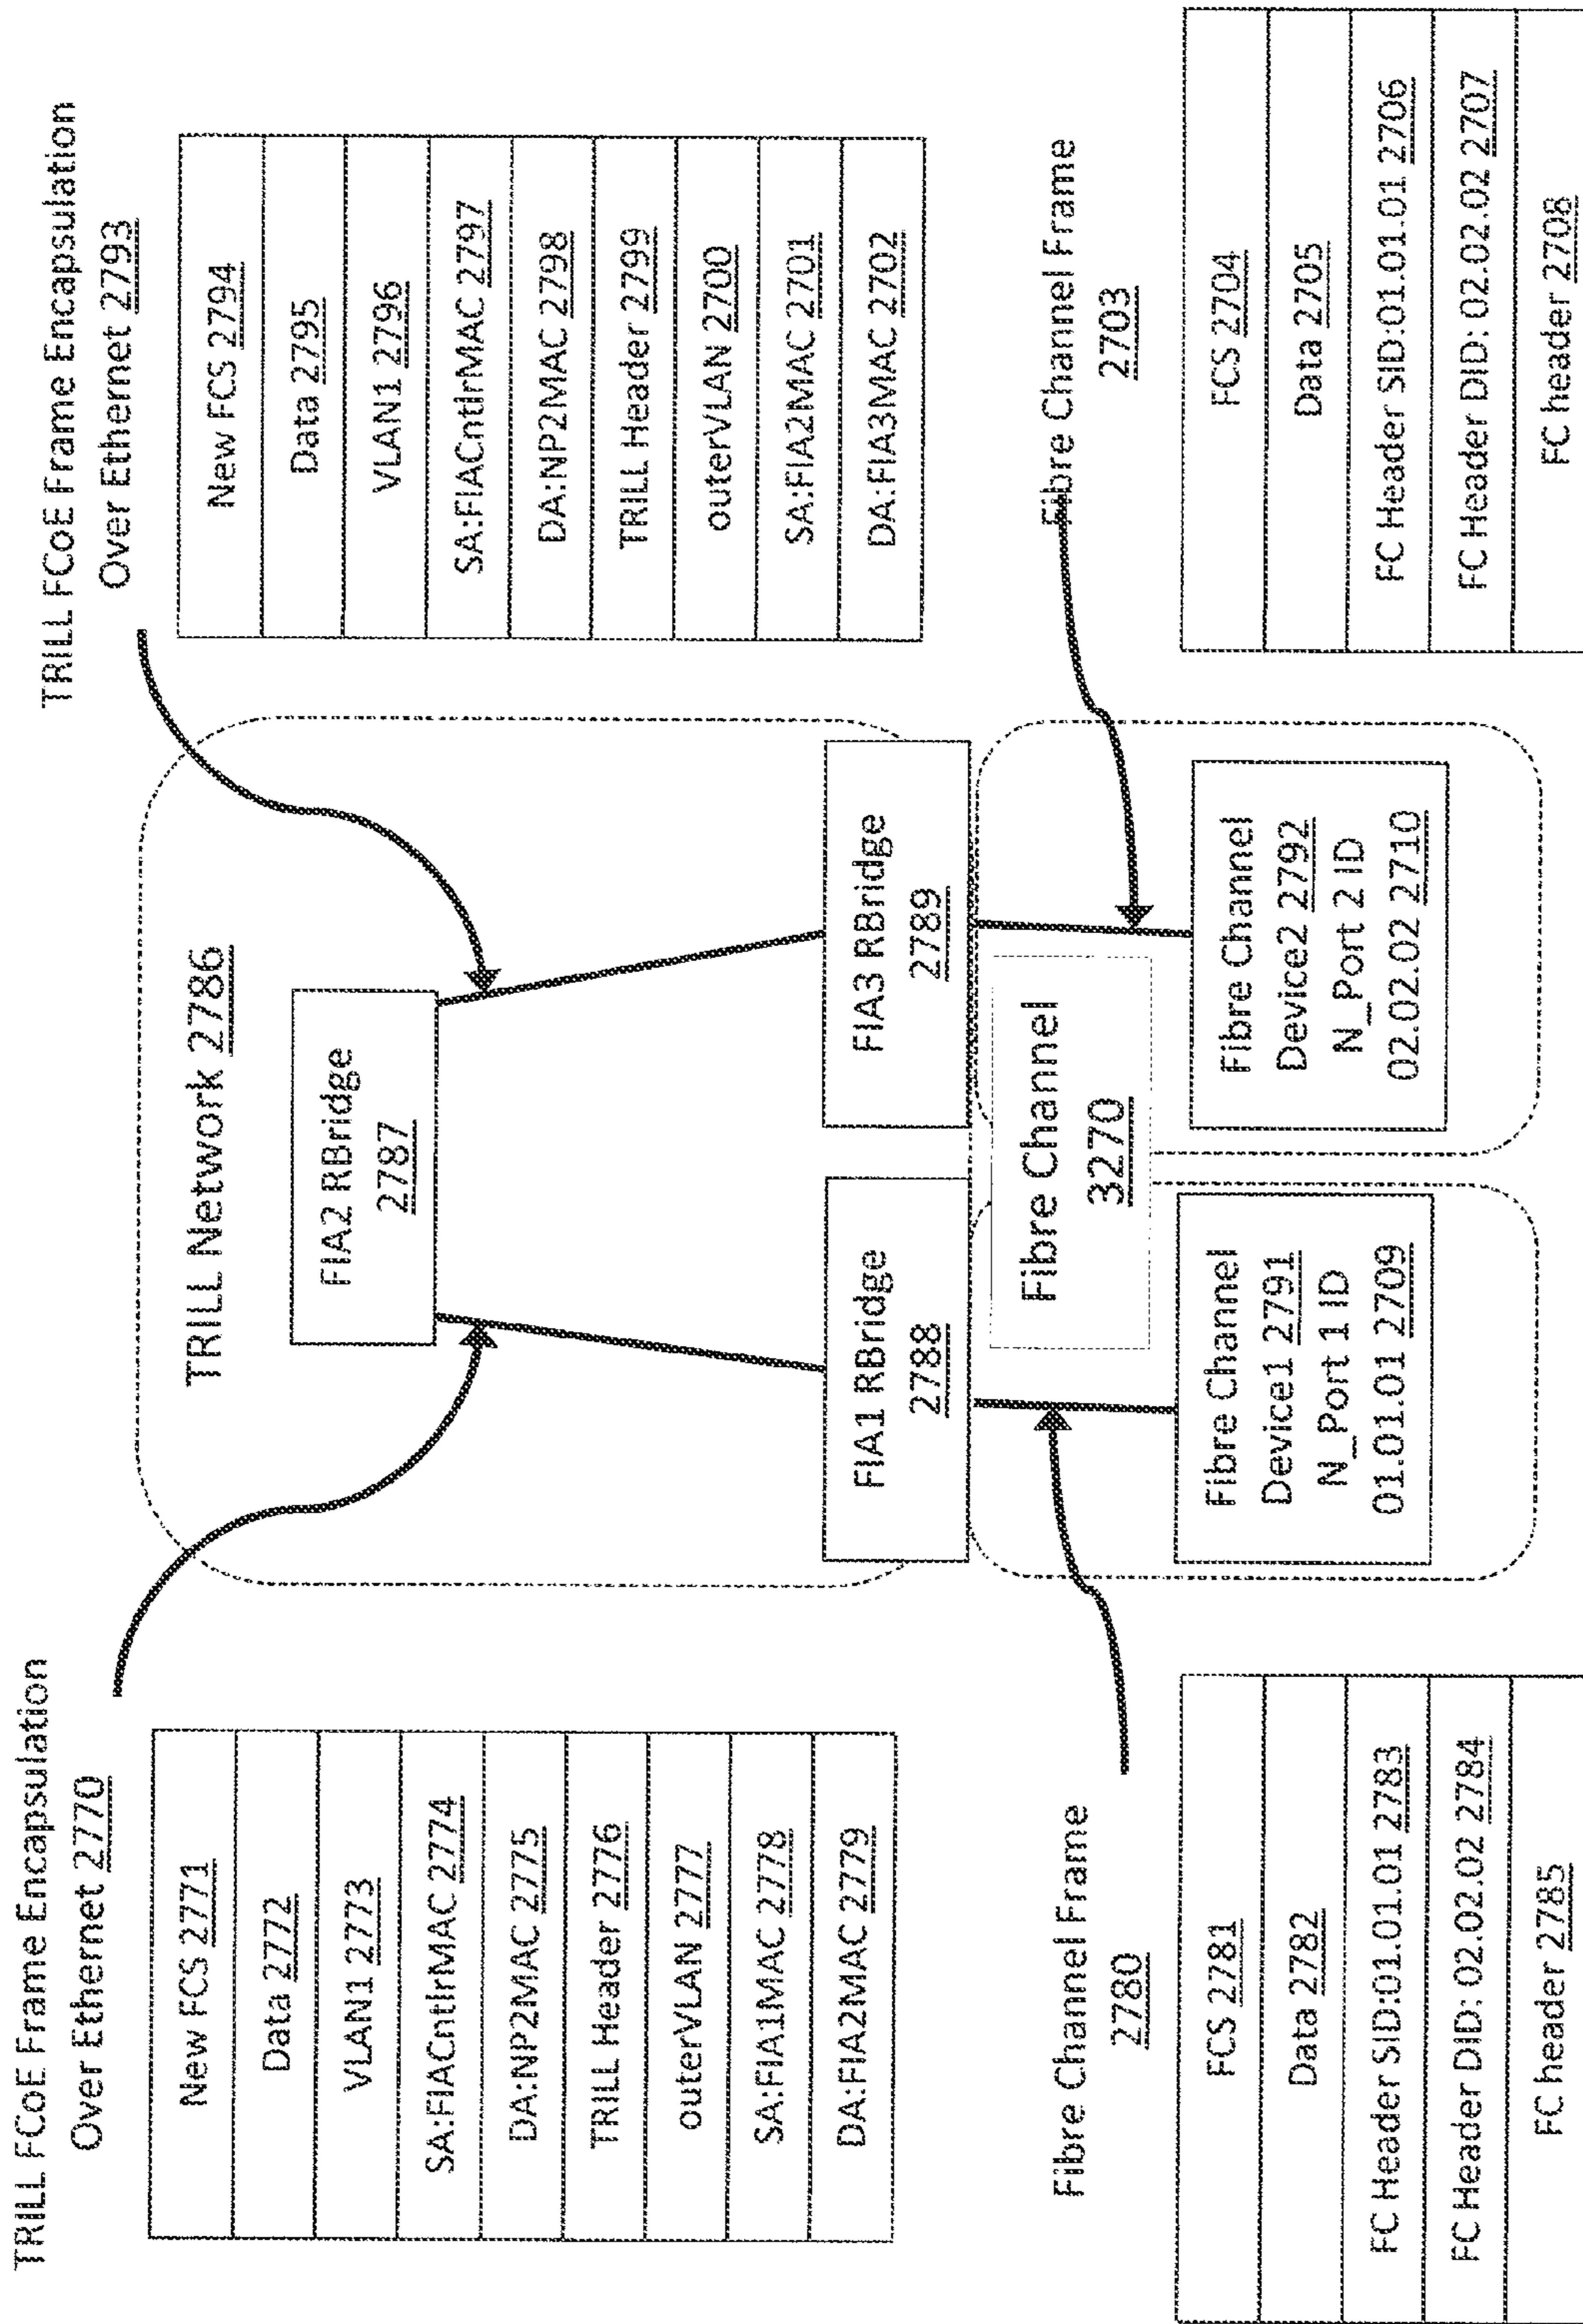 TRILL FCoE Frame Encapsulation
Over Ethernet 2770
New FCS 2771
Data 2772
VLAN1 2773
SA:FIACntlrMAC 2774
DA:NP2MAC 2775
TRILL Header 2776
outerVLAN 2777
SA:FIA1MAC 2778
DA:FIA2MAC 2779
Fibre Channel Frame
2780
FCS 2781
Data 2782
FC Header SID:01.01.01 2783
FC Header DID: 02.02.02 2784
FC header 2785
TRILL Network 2786
FIA2 RBridge
2787
FIA1 RBridge
2788
FIA3 RBridge
2789
Fibre Channel
3270
Fibre Channel
Device1 2791
N_Port 1 ID
01.01.01 2709
Fibre Channel
Device2 2792
N_Port 2 ID
02.02.02 2710
TRILL FCoE Frame Encapsulation
Over Ethernet 2793
New FCS 2794
Data 2795
VLAN1 2796
SA:FIACntlrMAC 2797
DA:NP2MAC 2798
TRILL Header 2799
outerVLAN 2700
SA:FIA2MAC 2701
DA:FIA3MAC 2702
Fibre Channel Frame
2703
FCS 2704
Data 2705
FC Header SID:01.01.01 2706
FC Header DID: 02.02.02 2707
FC header 2708